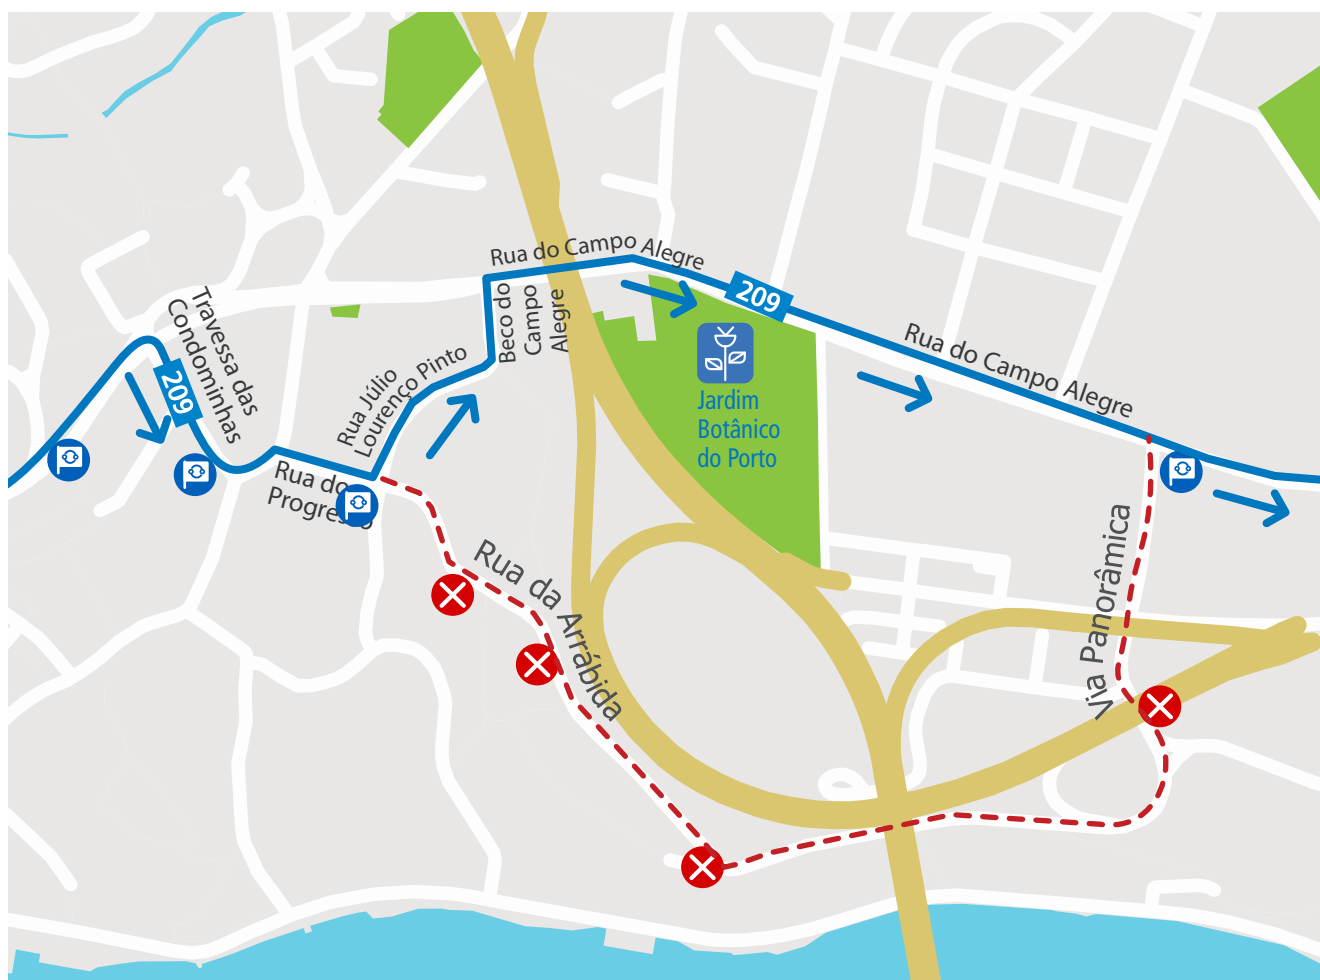 Rua do Campo Alegre
209
Beco do
Campo
Alegre
Travessa das
Condominhas
209
Rua Júlio
Lourenço Pinto
Rua do Campo Alegre
Jardim
Botânico
do Porto
Rua do
Progresso
Rua da Arrábida
Via Panorâmica